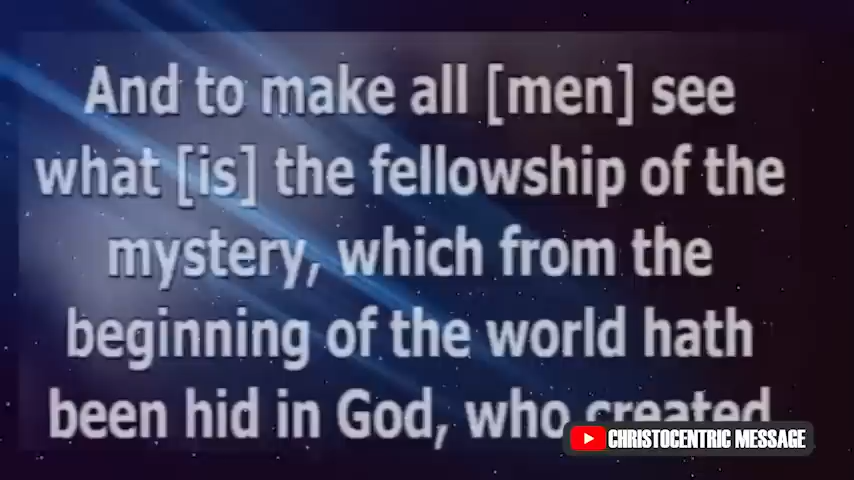 And to make all [men] see
what [is] the fellowship of the
mystery, which from the
beginning of the world hath
been hid in God, who created
CHRISTOCENTRIC MESSAGE